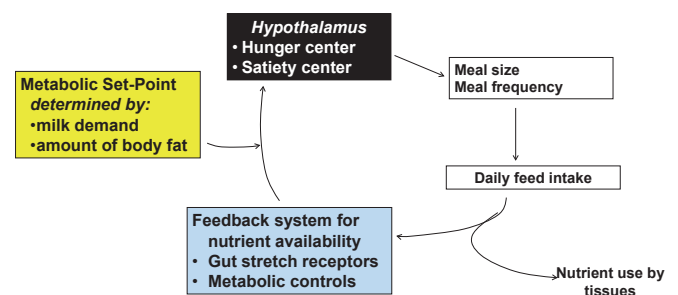 Hypothalamus
• Hunger center
• Satiety center
Metabolic Set-Point
determined by:
•milk demand
•amount of body fat
Meal size
Meal frequency
Daily feed intake
Feedback system for
nutrient availability
• Gut stretch receptors
• Metabolic controls
Nutrient use by
tissues